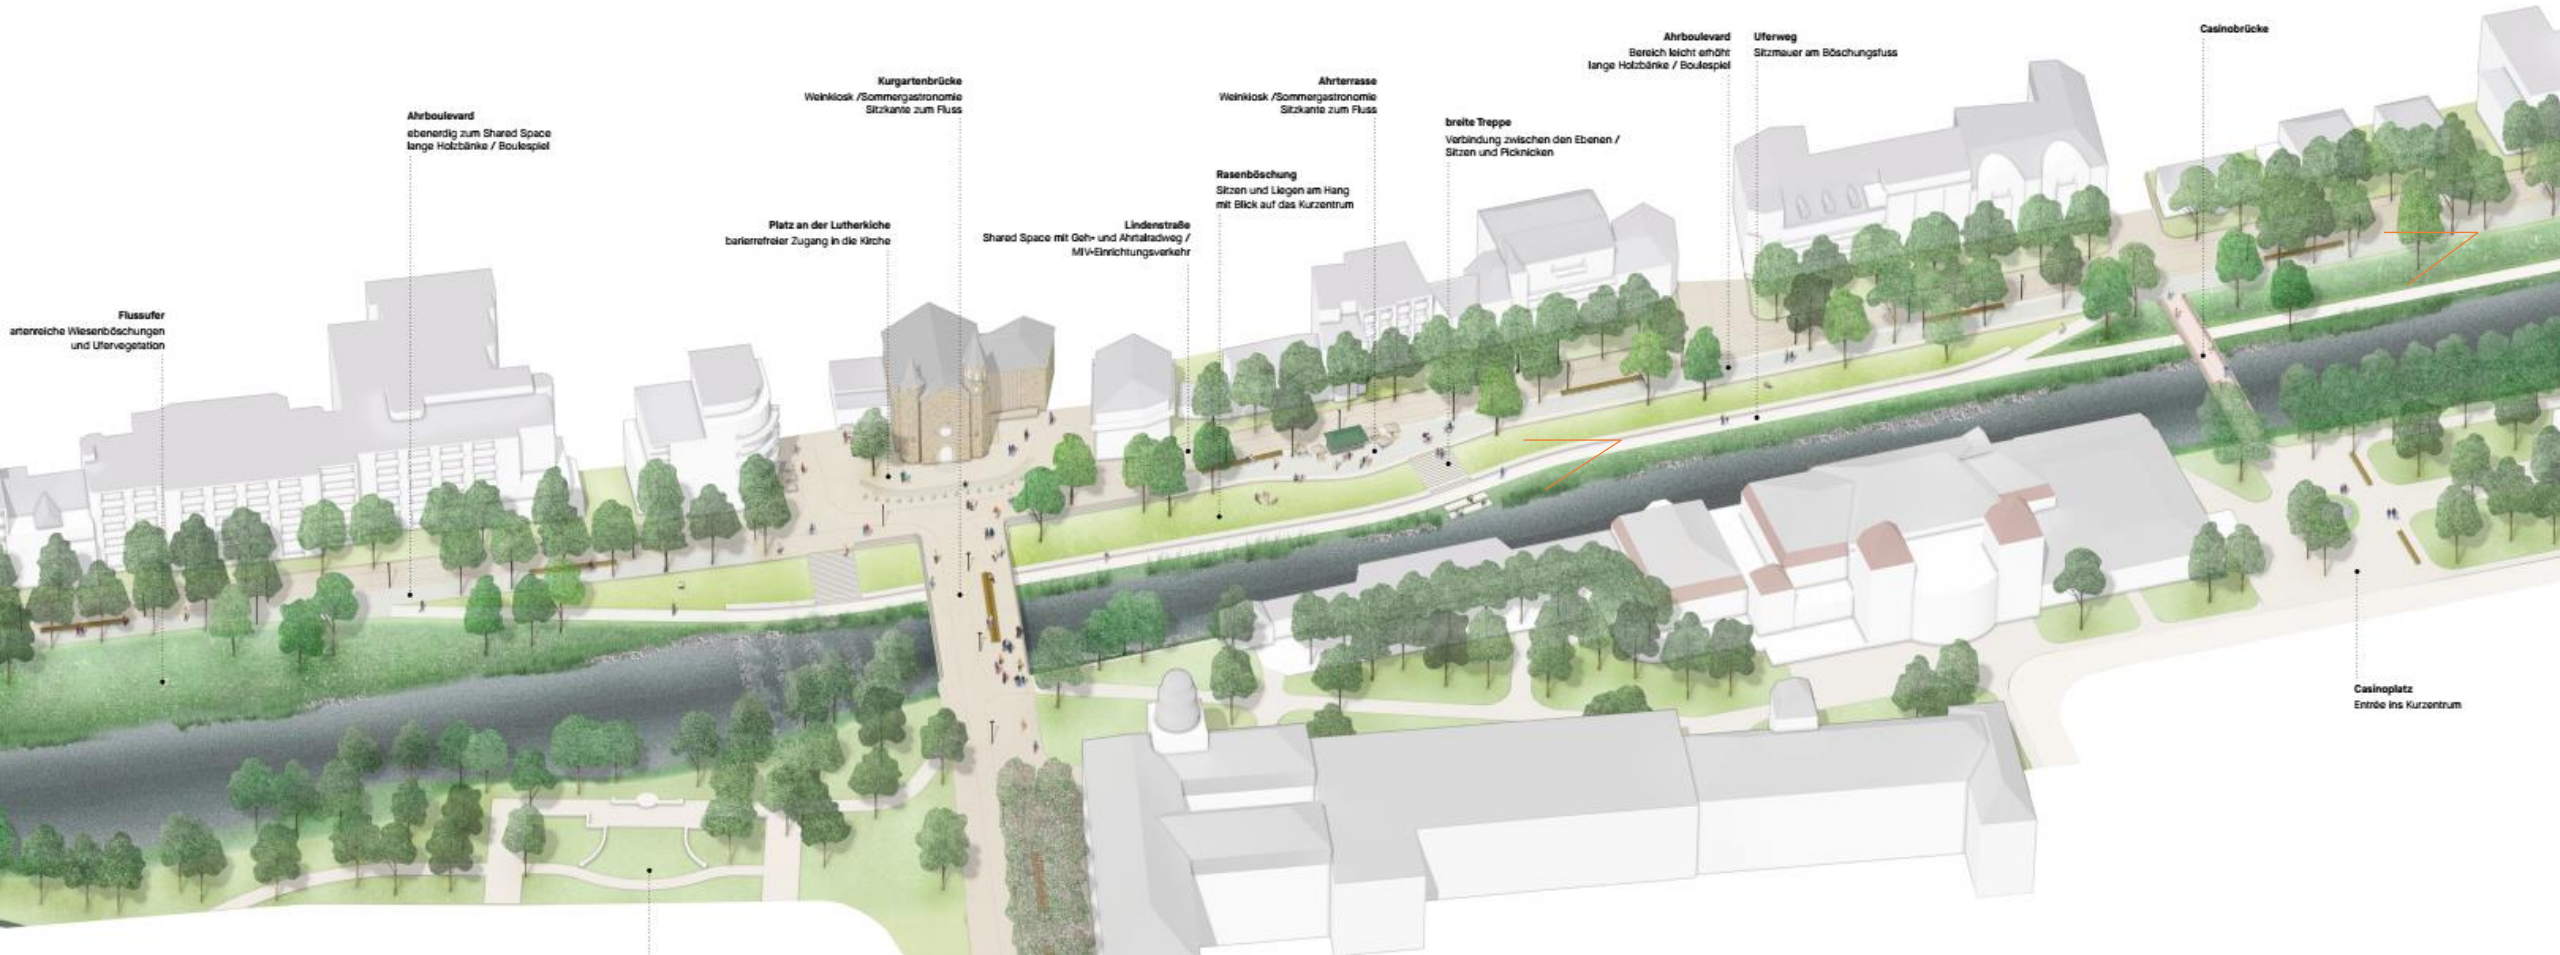 Flussufer
artenreiche Wiesenböschungen
und Ufervegetation
Ahrboulevard
ebenerdig zum Shared Space
lange Holzbänke / Boulespiel
Kurgartenbrücke
Weinkiosk /Sommergastronomie
Sitzkante zum Fluss
Platz an der Lutherkiche
barierrefreier Zugang in die Kirche
Lindenstraße
Shared Space mit Geh- und Ahrtalradweg /
MIV-Einrichtungsverkehr
Rasenböschung
Sitzen und Liegen am Hang
mit Blick auf das Kurzentrum
Ahrterrasse
Weinkiosk /Sommergastronomie
Sitzkante zum Fluss
breite Treppe
Verbindung zwischen den Ebenen /
Sitzen und Picknicken
Ahrboulevard
Bereich leicht erhöht
lange Holzbänke / Boulespiel
Uferweg
Sitzmauer am Böschungsfuss
Casinobrücke
Casinoplatz
Entrée ins Kurzentrum